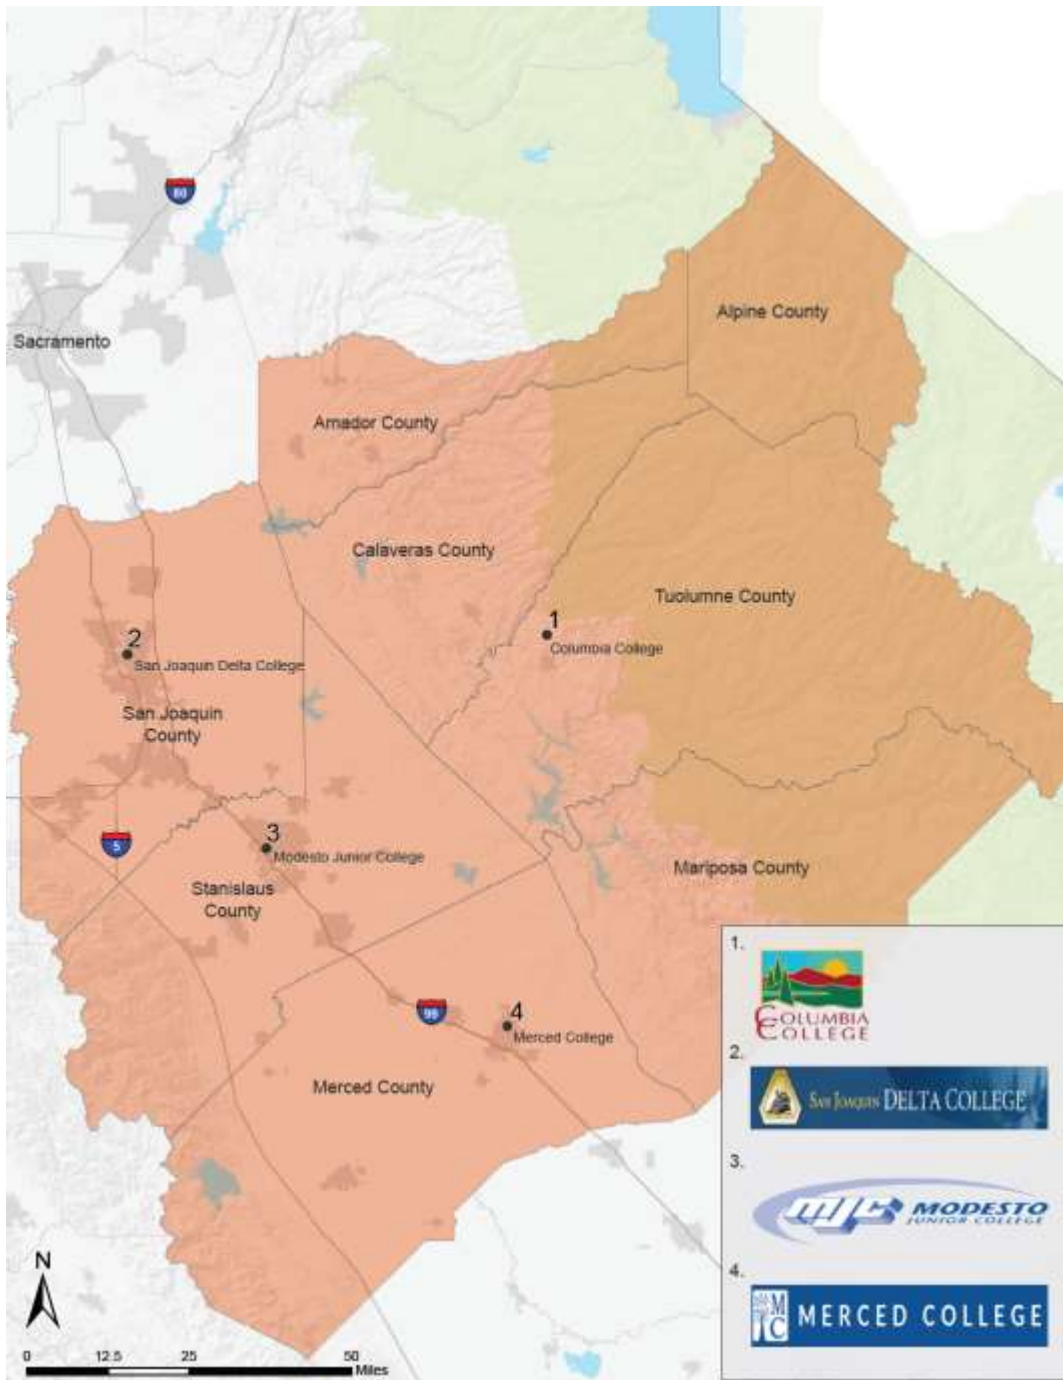 80
Sacramento
Alpine County
Amador County
Calaveras County
Tuolumne County
1
Columbia College
2
San Joaquin Delta College
San Joaquin
County
5
3
Modesto Junior College
Stanislaus
County
Mariposa County
99
4
Merced College
Merced County
1.
COLUMBIA
COLLEGE
2.
SAN JOAQUIN DELTA COLLEGE
3.
mjc MODESTO
JUNIOR COLLEGE
4.
MC
MERCED COLLEGE
N
0 12.5 25 50
Miles